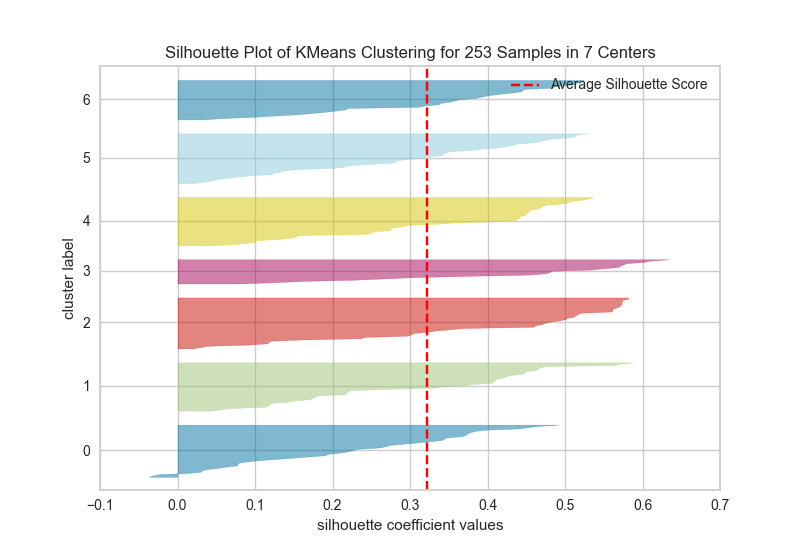 Silhouette Plot of KMeans Clustering for 253 Samples in 7 Centers
Average Silhouette Score
6
5
4
3
2
1
0
cluster label
−0.1 0.0 0.1 0.2 0.3 0.4 0.5 0.6 0.7
silhouette coefficient values